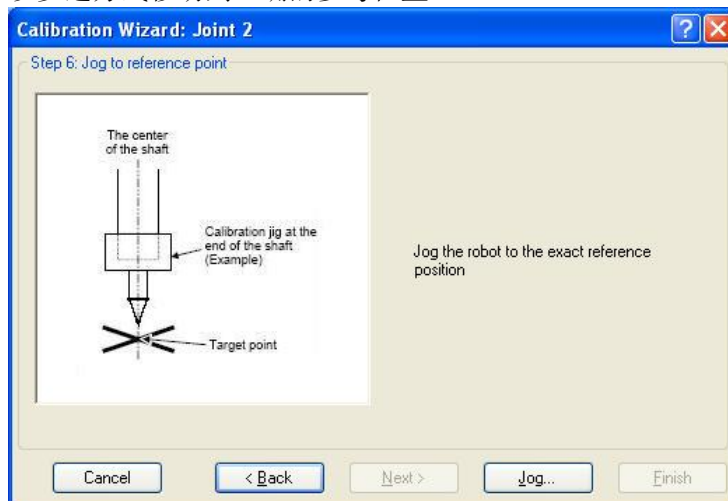 Calibration Wizard: Joint 2
Step 6: Jog to reference point
The center
of the shaft
Calibration jig at the
end of the shaft
(Example)
Target point
Jog the robot to the exact reference
position
Cancel
< Back
Next >
Jog...
Finish